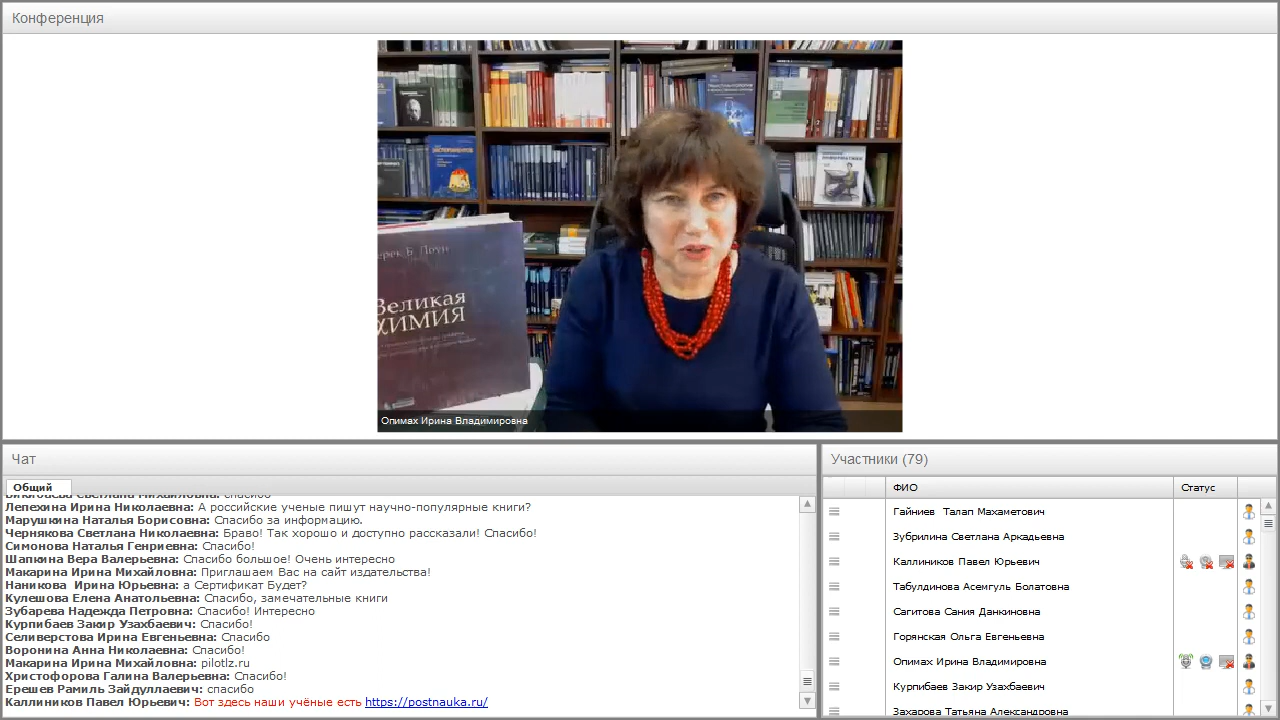 Конференция
ерек Б. Лоун
Великая
ХИМИЯ
Опимах Ирина Владимировна
Чат
Общий
Лепехина Ирина Николаевна: А российские ученые пишут научно-популярные книги?
Марушкина Наталья Борисовна: Спасибо за информацию.
Чернякова Светлана Николаевна: Браво! Так хорошо и доступно рассказали! Спасибо!
Симонова Наталья Генриевна: Спасибо!
Шапкина Вера Валерьевна: Спасибо большое! Очень интересно.
Макарина Ирина Михайловна: Приглашаем Вас на сайт издательства!
Наникова Ирина Юрьевна: а Сертификат Будет?
Кулешова Елена Анатольевна: Спасибо, замечательные книги
Зубарева Надежда Петровна: Спасибо! Интересно
Курпибаев Закир Узахбаевич: Спасибо!
Селиверстова Ирина Евгеньевна: Спасибо
Воронина Анна Николаевна: Спасибо!
Макарина Ирина Михайловна: pilotlz.ru
Христофорова Галина Валерьевна: Спасибо!
Ерешев Рамиль Зайдуллаевич: спасибо
Каллиников Павел Юрьевич: Вот здесь наши учёные есть https://postnauka.ru/
Участники (79)
ФИО Статус
Гайниев Талап Махаметович
Зубрилина Светлана Аркадьевна
Каллиников Павел Юрьевич
Табулдинова Асемгуль Болатовна
Сагитова Сания Данкиновна
Горянская Ольга Евгеньевна
Опимах Ирина Владимировна
Курпибаев Закир Узахбаевич
Захарова Татьяна Александровна